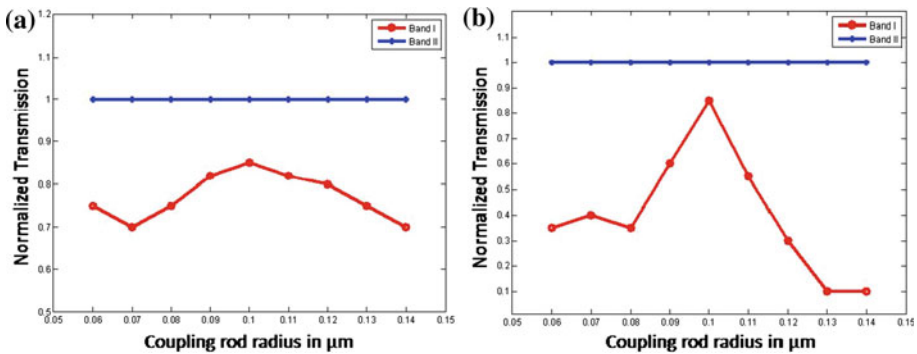 (a)
1.2
1.1
1
0.9
0.8
0.7
0.6
0.5
Normalized Transmission
Band I
Band II
0.05 0.06 0.07 0.08 0.09 0.1 0.11 0.12 0.13 0.14 0.15
Coupling rod radius in μm
(b)
1.1
1
0.9
0.8
0.7
0.6
0.5
0.4
0.3
0.2
0.1
Normalized Transmission
Band I
Band II
0.05 0.06 0.07 0.08 0.09 0.1 0.11 0.12 0.13 0.14 0.15
Coupling rod radius in μm